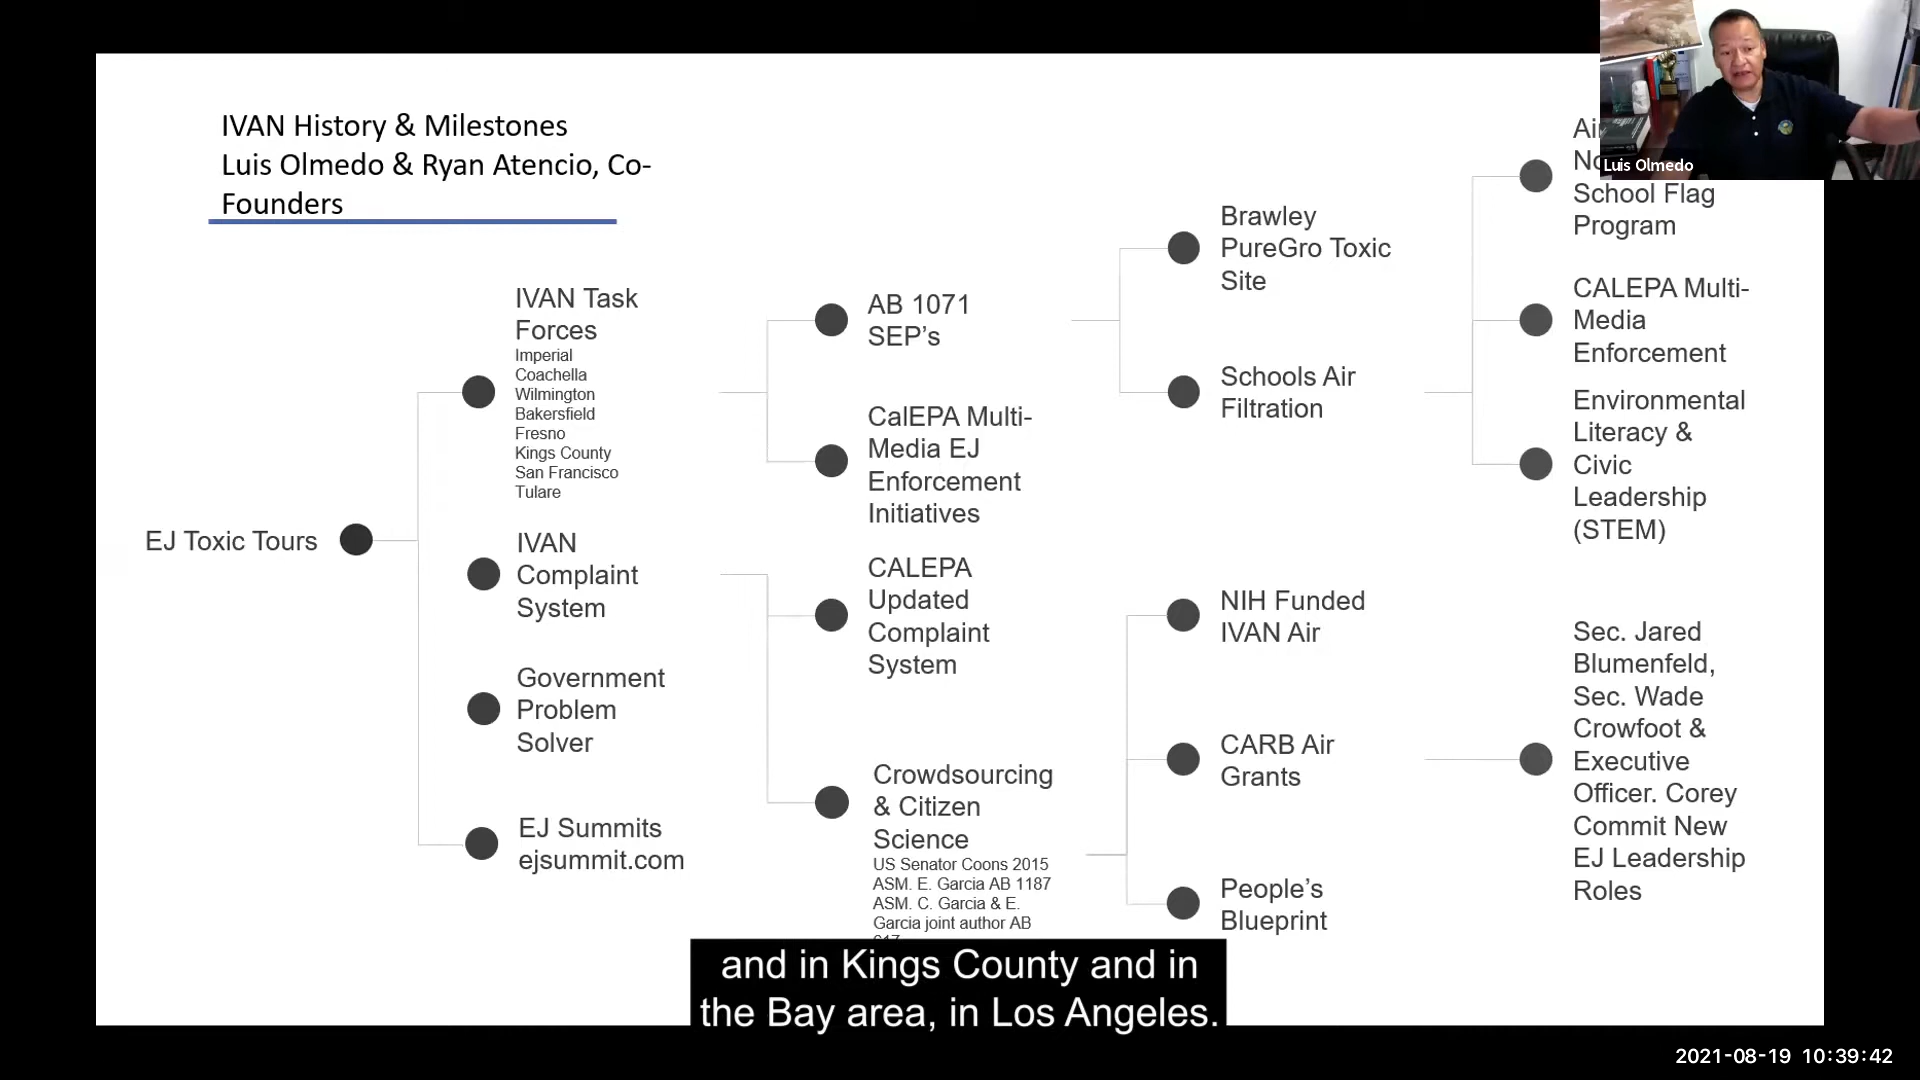 IVAN History & Milestones
Luis Olmedo & Ryan Atencio, Co-
Founders
EJ Toxic Tours
IVAN Task
Forces
Imperial
Coachella
Wilmington
Bakersfield
Fresno
Kings County
San Francisco
Tulare
IVAN
Complaint
System
Government
Problem
Solver
EJ Summits
ejsummit.com
AB 1071
SEP’s
CalEPA Multi-
Media EJ
Enforcement
Initiatives
CALEPA
Updated
Complaint
System
Crowdsourcing
& Citizen
Science
US Senator Coons 2015
ASM. E. Garcia AB 1187
ASM. C. Garcia & E.
Garcia joint author AB
Brawley
PureGro Toxic
Site
Schools Air
Filtration
NIH Funded
IVAN Air
CARB Air
Grants
People’s
Blueprint
School Flag
Program
CALEPA Multi-
Media
Enforcement
Environmental
Literacy &
Civic
Leadership
(STEM)
Sec. Jared
Blumenfeld,
Sec. Wade
Crowfoot &
Executive
Officer. Corey
Commit New
EJ Leadership
Roles
Luis Olmedo
and in Kings County and in
the Bay area, in Los Angeles.
2021-08-19 10:39:42